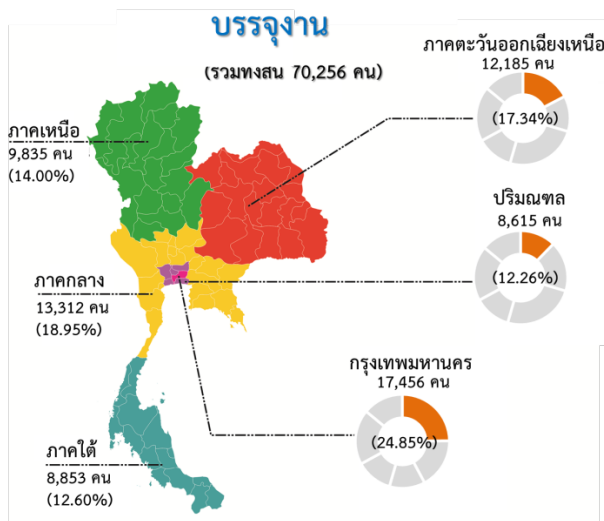 บรรจุงาน
(รวมทงสน 70,256 คน)
ภาคตะวันออกเฉียงเหนือ
12,185 คน
(17.34%)
ภาคเหนือ
9,835 คน
(14.00%)
ปริมณฑล
8,615 คน
(12.26%)
ภาคกลาง
13,312 คน
(18.95%)
กรุงเทพมหานคร
17,456 คน
(24.85%)
ภาคใต้
8,853 คน
(12.60%)